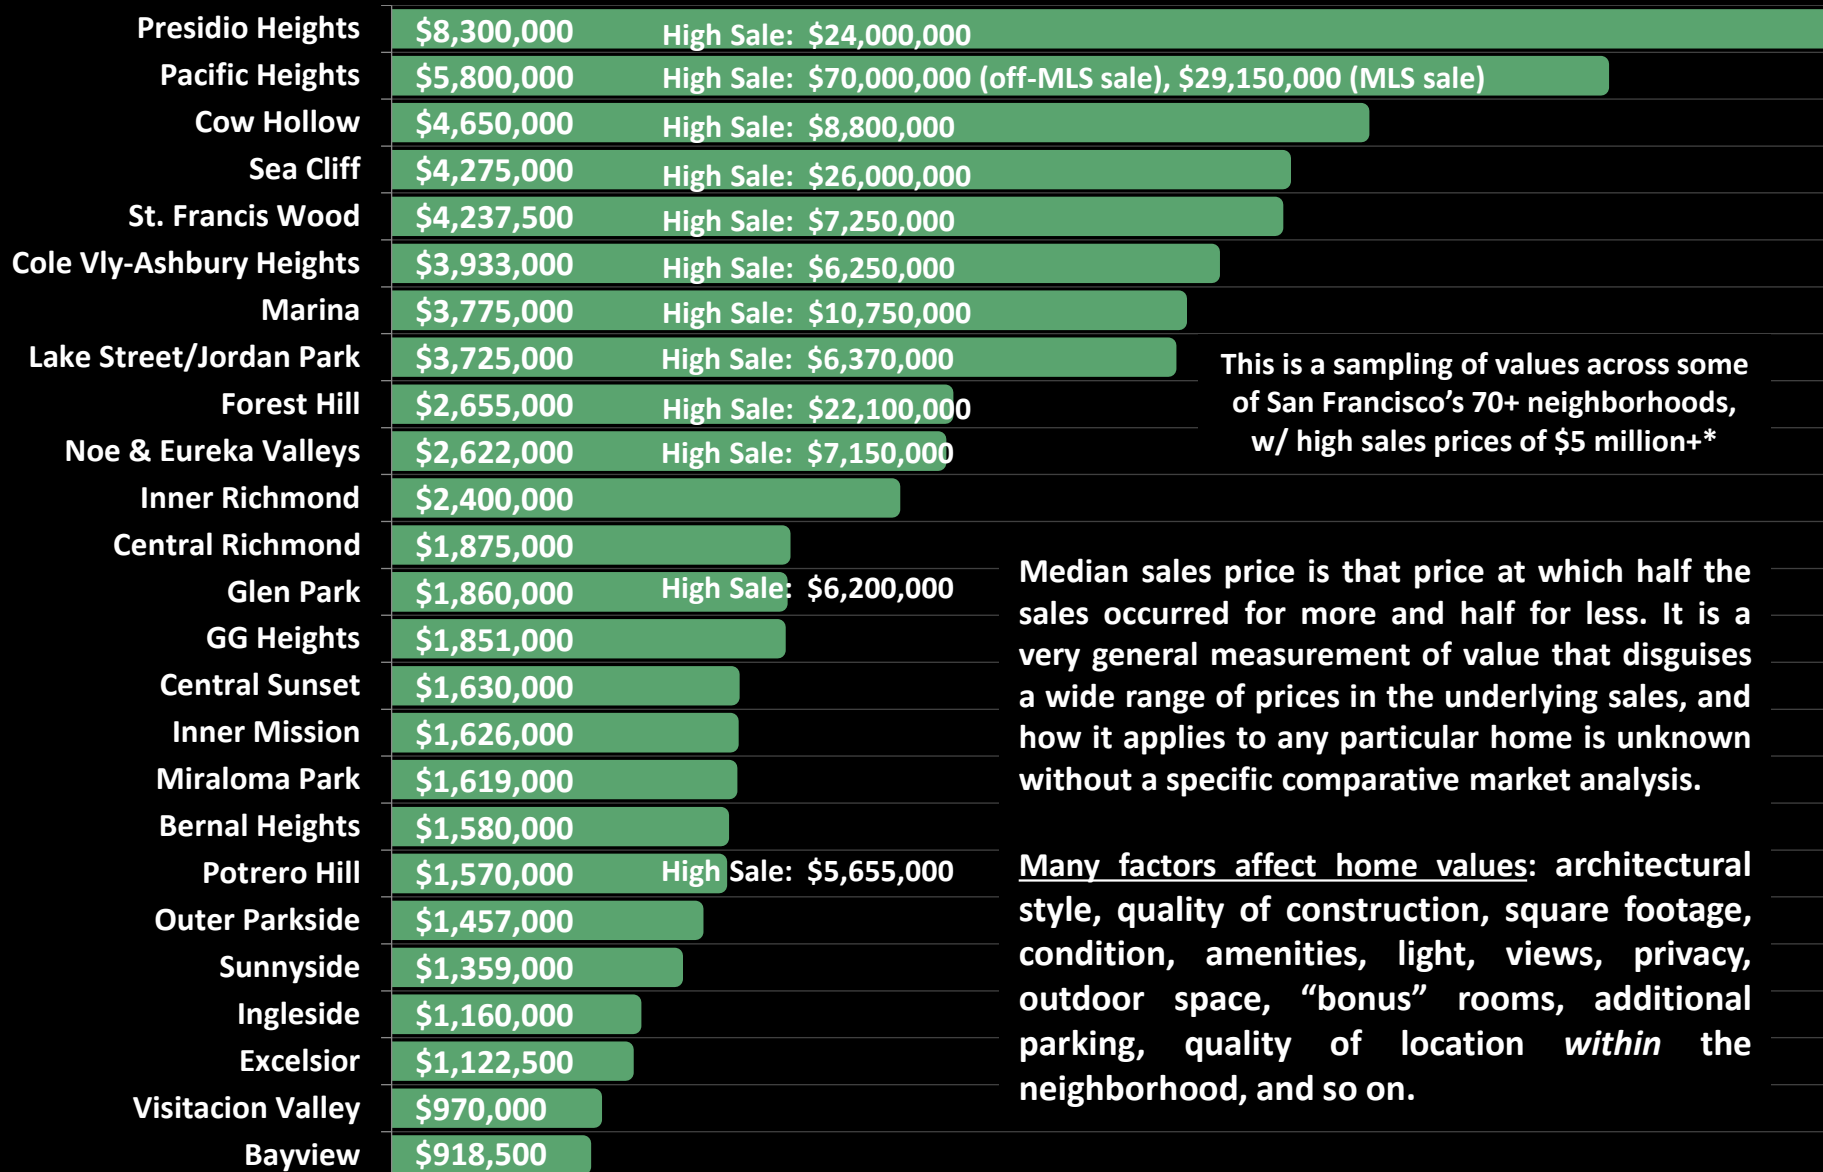 Presidio Heights $8,300,000 High Sale: $24,000,000
Pacific Heights $5,800,000 High Sale: $70,000,000 (off-MLS sale), $29,150,000 (MLS sale)
Cow Hollow $4,650,000 High Sale: $8,800,000
Sea Cliff $4,275,000 High Sale: $26,000,000
St. Francis Wood $4,237,500 High Sale: $7,250,000
Cole Vly-Ashbury Heights $3,933,000 High Sale: $6,250,000
Marina $3,775,000 High Sale: $10,750,000
Lake Street/Jordan Park $3,725,000 High Sale: $6,370,000
Forest Hill $2,655,000 High Sale: $22,100,000
Noe & Eureka Valleys $2,622,000 High Sale: $7,150,000
Inner Richmond $2,400,000
Central Richmond $1,875,000
Glen Park $1,860,000 High Sale: $6,200,000
GG Heights $1,851,000
Central Sunset $1,630,000
Inner Mission $1,626,000
Miraloma Park $1,619,000
Bernal Heights $1,580,000
Potrero Hill $1,570,000 High Sale: $5,655,000
Outer Parkside $1,457,000
Sunnyside $1,359,000
Ingleside $1,160,000
Excelsior $1,122,500
Visitacion Valley $970,000
Bayview $918,500
This is a sampling of values across some
of San Francisco’s 70+ neighborhoods,
w/ high sales prices of $5 million+*
Median sales price is that price at which half the
sales occurred for more and half for less. It is a
very general measurement of value that disguises
a wide range of prices in the underlying sales, and
how it applies to any particular home is unknown
without a specific comparative market analysis.
Many factors affect home values: architectural
style, quality of construction, square footage,
condition, amenities, light, views, privacy,
outdoor space, “bonus” rooms, additional
parking, quality of location within the
neighborhood, and so on.